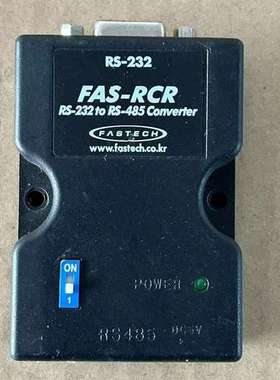 RS-232
FAS-RCR
RS-232 to RS-485 Converter
FASTECH
www.fastech.co.kr
ON
1
POWER
RS485
DC5V